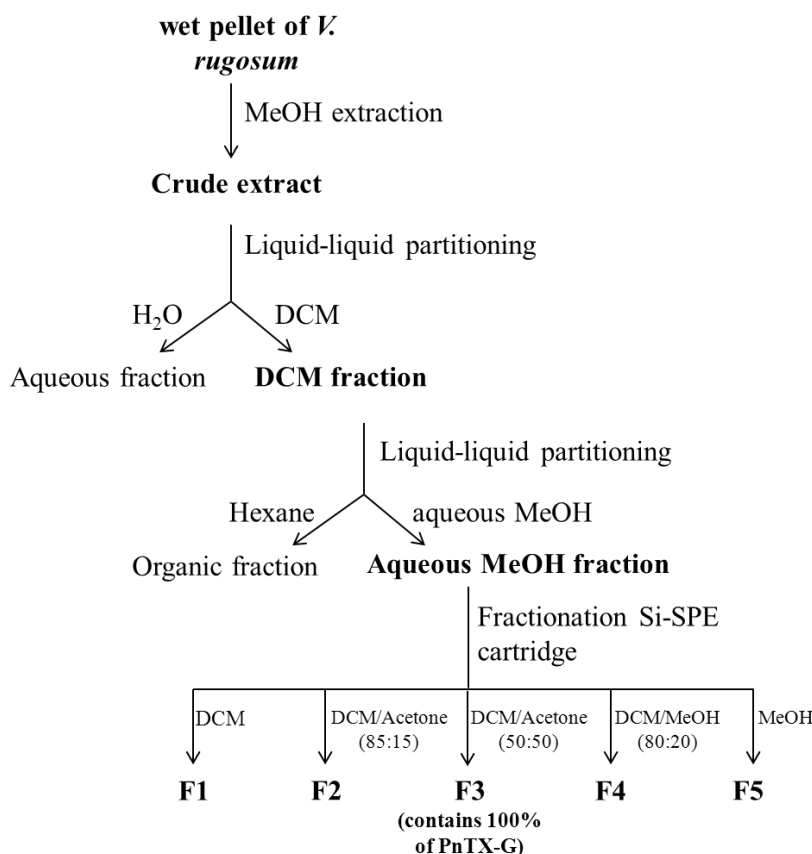 wet pellet of V.
rugosum
MeOH extraction
Crude extract
Liquid-liquid partitioning
H₂O DCM
Aqueous fraction DCM fraction
Liquid-liquid partitioning
Hexane aqueous MeOH
Organic fraction Aqueous MeOH fraction
Fractionation Si-SPE
cartridge
DCM DCM/Acetone DCM/Acetone DCM/MeOH MeOH
(85:15) (50:50) (80:20)
F1 F2 F3 F4 F5
(contains 100%
of PnTX-G)